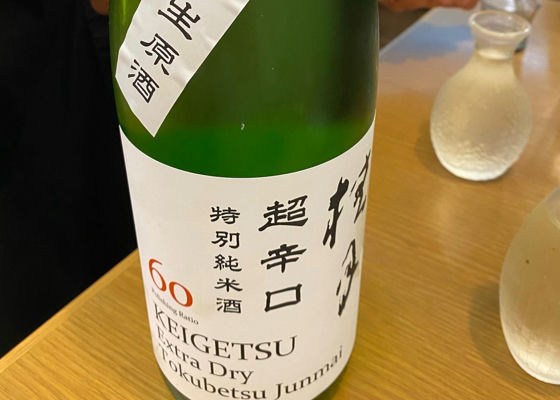 生原酒
桂月
超辛口
特別純米酒
60
Polishing Ratio
KEIGETSU
Extra Dry
Tokubetsu Junmai